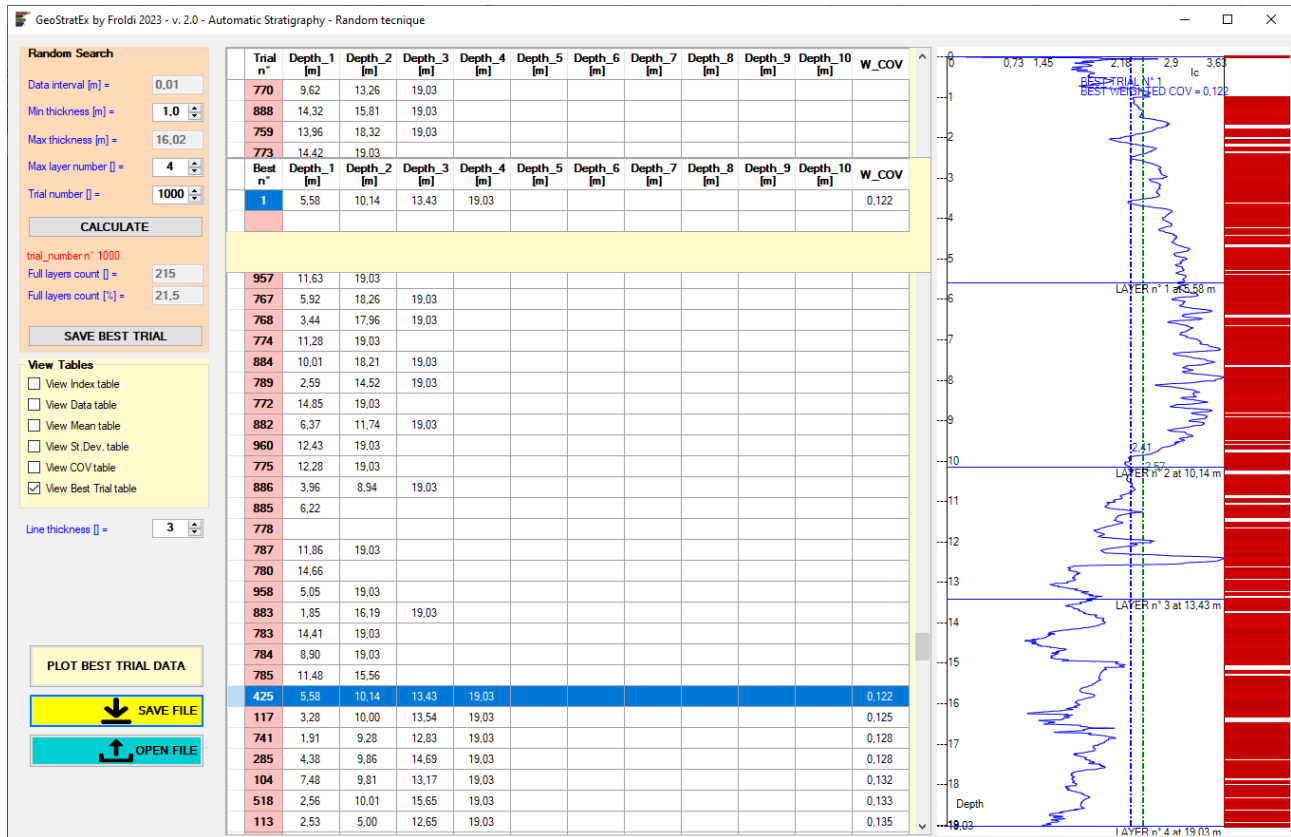 GeoStratEx by Froldi 2023 - v. 2.0 - Automatic Stratigraphy - Random tecnique
Random Search
Data interval [m] = 0,01
Min thickness [m] = 1,0
Max thickness [m] = 16,02
Max layer number [] = 4
Trial number [] = 1000
CALCULATE
trial_number n° 1000
Full layers count [] = 215
Full layers count [%] = 21,5
SAVE BEST TRIAL
View Tables
View Index table
View Data table
View Mean table
View St.Dev. table
View COV table
View Best Trial table
Line thickness [] = 3
PLOT BEST TRIAL DATA
SAVE FILE
OPEN FILE
Trial n° Depth_1 [m] Depth_2 [m] Depth_3 [m] Depth_4 [m] Depth_5 [m] Depth_6 [m] Depth_7 [m] Depth_8 [m] Depth_9 [m] Depth_10 [m] W_COV
770 9,62 13,26 19,03
888 14,32 15,81 19,03
759 13,96 18,32 19,03
773 14,42 19,03
Best n° Depth_1 [m] Depth_2 [m] Depth_3 [m] Depth_4 [m] Depth_5 [m] Depth_6 [m] Depth_7 [m] Depth_8 [m] Depth_9 [m] Depth_10 [m] W_COV
1 5,58 10,14 13,43 19,03 0,122
957 11,63 19,03
767 5,92 18,26 19,03
768 3,44 17,96 19,03
774 11,28 19,03
884 10,01 18,21 19,03
789 2,59 14,52 19,03
772 14,85 19,03
882 6,37 11,74 19,03
960 12,43 19,03
775 12,28 19,03
886 3,96 8,94 19,03
885 6,22
778
787 11,86 19,03
780 14,66
958 5,05 19,03
883 1,85 16,19 19,03
783 14,41 19,03
784 8,90 19,03
785 11,48 15,56
425 5,58 10,14 13,43 19,03 0,122
117 3,28 10,00 13,54 19,03 0,125
741 1,91 9,28 12,83 19,03 0,128
285 4,38 9,86 14,69 19,03 0,128
104 7,48 9,81 13,17 19,03 0,132
518 2,56 10,01 15,65 19,03 0,133
113 2,53 5,00 12,65 19,03 0,135
0 0,73 1,45 2,18 2,9 3,63
Ic
BEST TRIAL N° 1
BEST WEIGHTED COV = 0,122
---0
---1
---2
---3
---4
---5
LAYER n° 1 at 5,58 m
---6
---7
---8
---9
2,41
---10
2,57
LAYER n° 2 at 10,14 m
---11
---12
---13
LAYER n° 3 at 13,43 m
---14
---15
---16
---17
---18
Depth
---19,03
LAYER n° 4 at 19,03 m